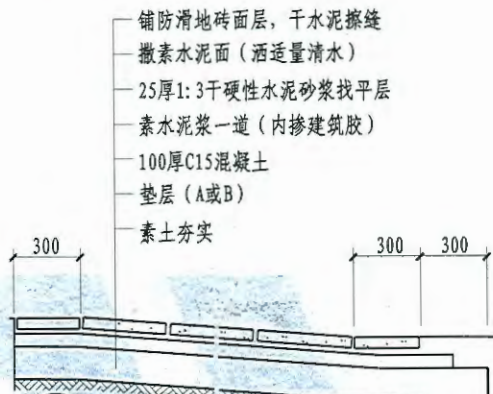 铺防滑地砖面层，干水泥擦缝
撒素水泥面（洒适量清水）
25厚1:3干硬性水泥砂浆找平层
素水泥浆一道（内掺建筑胶）
100厚C15混凝土
垫层（A或B）
素土夯实
300 300 300